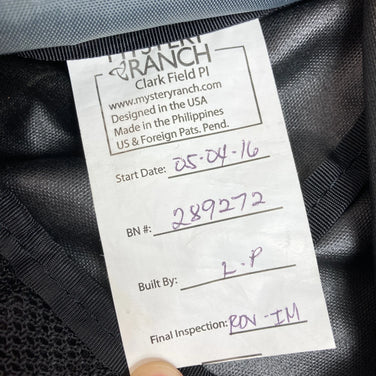 MYSTERY
RANCH
Clark Field PI
www.mysteryranch.com
Designed in the USA
Made in the Philippines
US & Foreign Pats. Pend.
Start Date: 05-04-16
BN #: 289272
Built By: L.P
Final Inspection: RON-IM